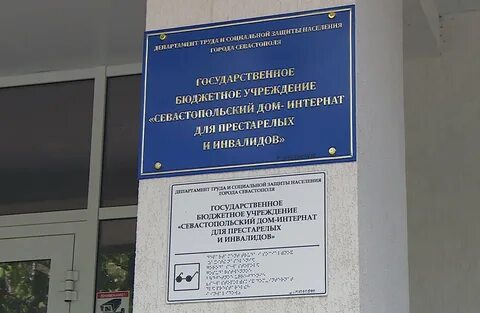 ДЕПАРТАМЕНТ ТРУДА И СОЦИАЛЬНОЙ ЗАЩИТЫ НАСЕЛЕНИЯ
ГОРОДА СЕВАСТОПОЛЯ
ГОСУДАРСТВЕННОЕ
БЮДЖЕТНОЕ УЧРЕЖДЕНИЕ
«СЕВАСТОПОЛЬСКИЙ ДОМ- ИНТЕРНАТ
ДЛЯ ПРЕСТАРЕЛЫХ
И ИНВАЛИДОВ»
ДЕПАРТАМЕНТ ТРУДА И СОЦИАЛЬНОЙ ЗАЩИТЫ НАСЕЛЕНИЯ
ГОРОДА СЕВАСТОПОЛЯ
ГОСУДАРСТВЕННОЕ
БЮДЖЕТНОЕ УЧРЕЖДЕНИЕ
«СЕВАСТОПОЛЬСКИЙ ДОМ-ИНТЕРНАТ
ДЛЯ ПРЕСТАРЕЛЫХ
И ИНВАЛИДОВ»